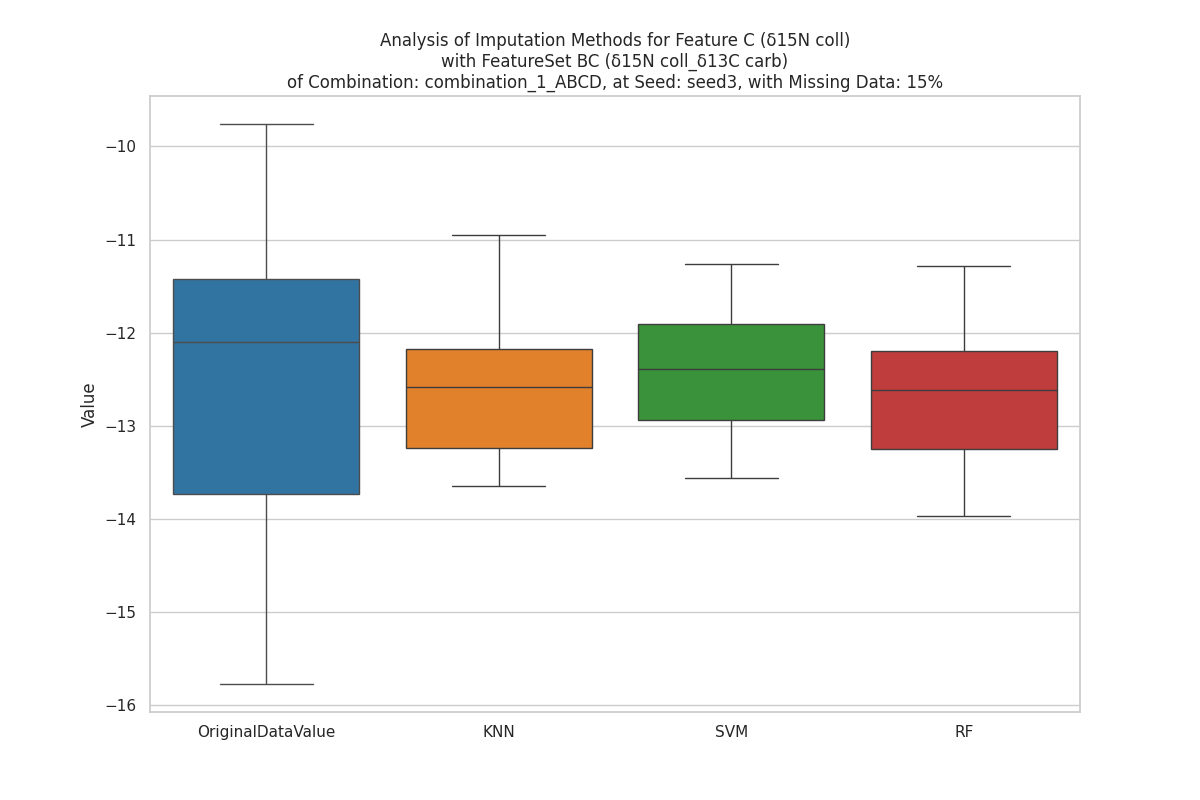 Analysis of Imputation Methods for Feature C (δ15N coll)
with FeatureSet BC (δ15N coll_δ13C carb)
of Combination: combination_1_ABCD, at Seed: seed3, with Missing Data: 15%
Value
−10
−11
−12
−13
−14
−15
−16
OriginalDataValue
KNN
SVM
RF